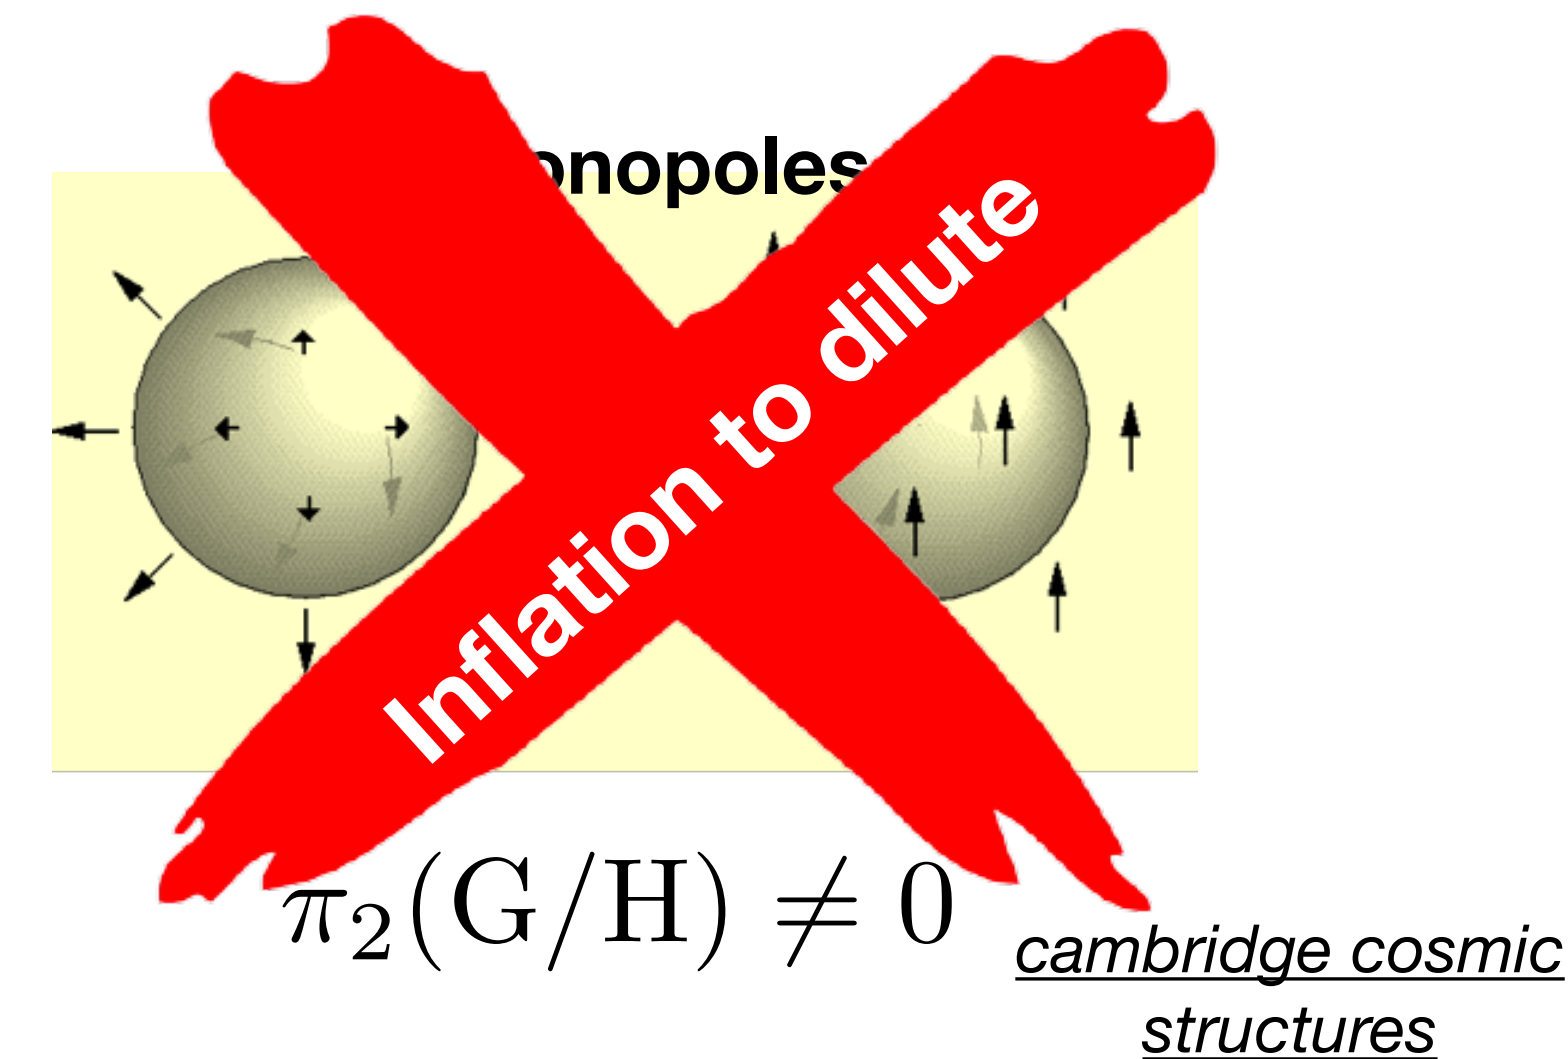 onopoles
Inflation to dilute
π₂(G/H) ≠ 0
cambridge cosmic
structures